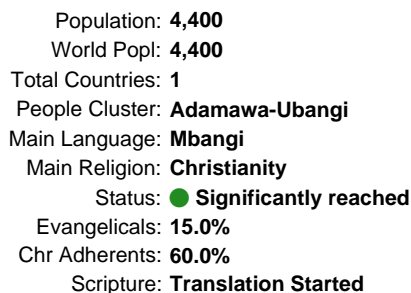 Population: 4,400
World Popl: 4,400
Total Countries: 1
People Cluster: Adamawa-Ubangi
Main Language: Mbangi
Main Religion: Christianity
Status: Significantly reached
Evangelicals: 15.0%
Chr Adherents: 60.0%
Scripture: Translation Started